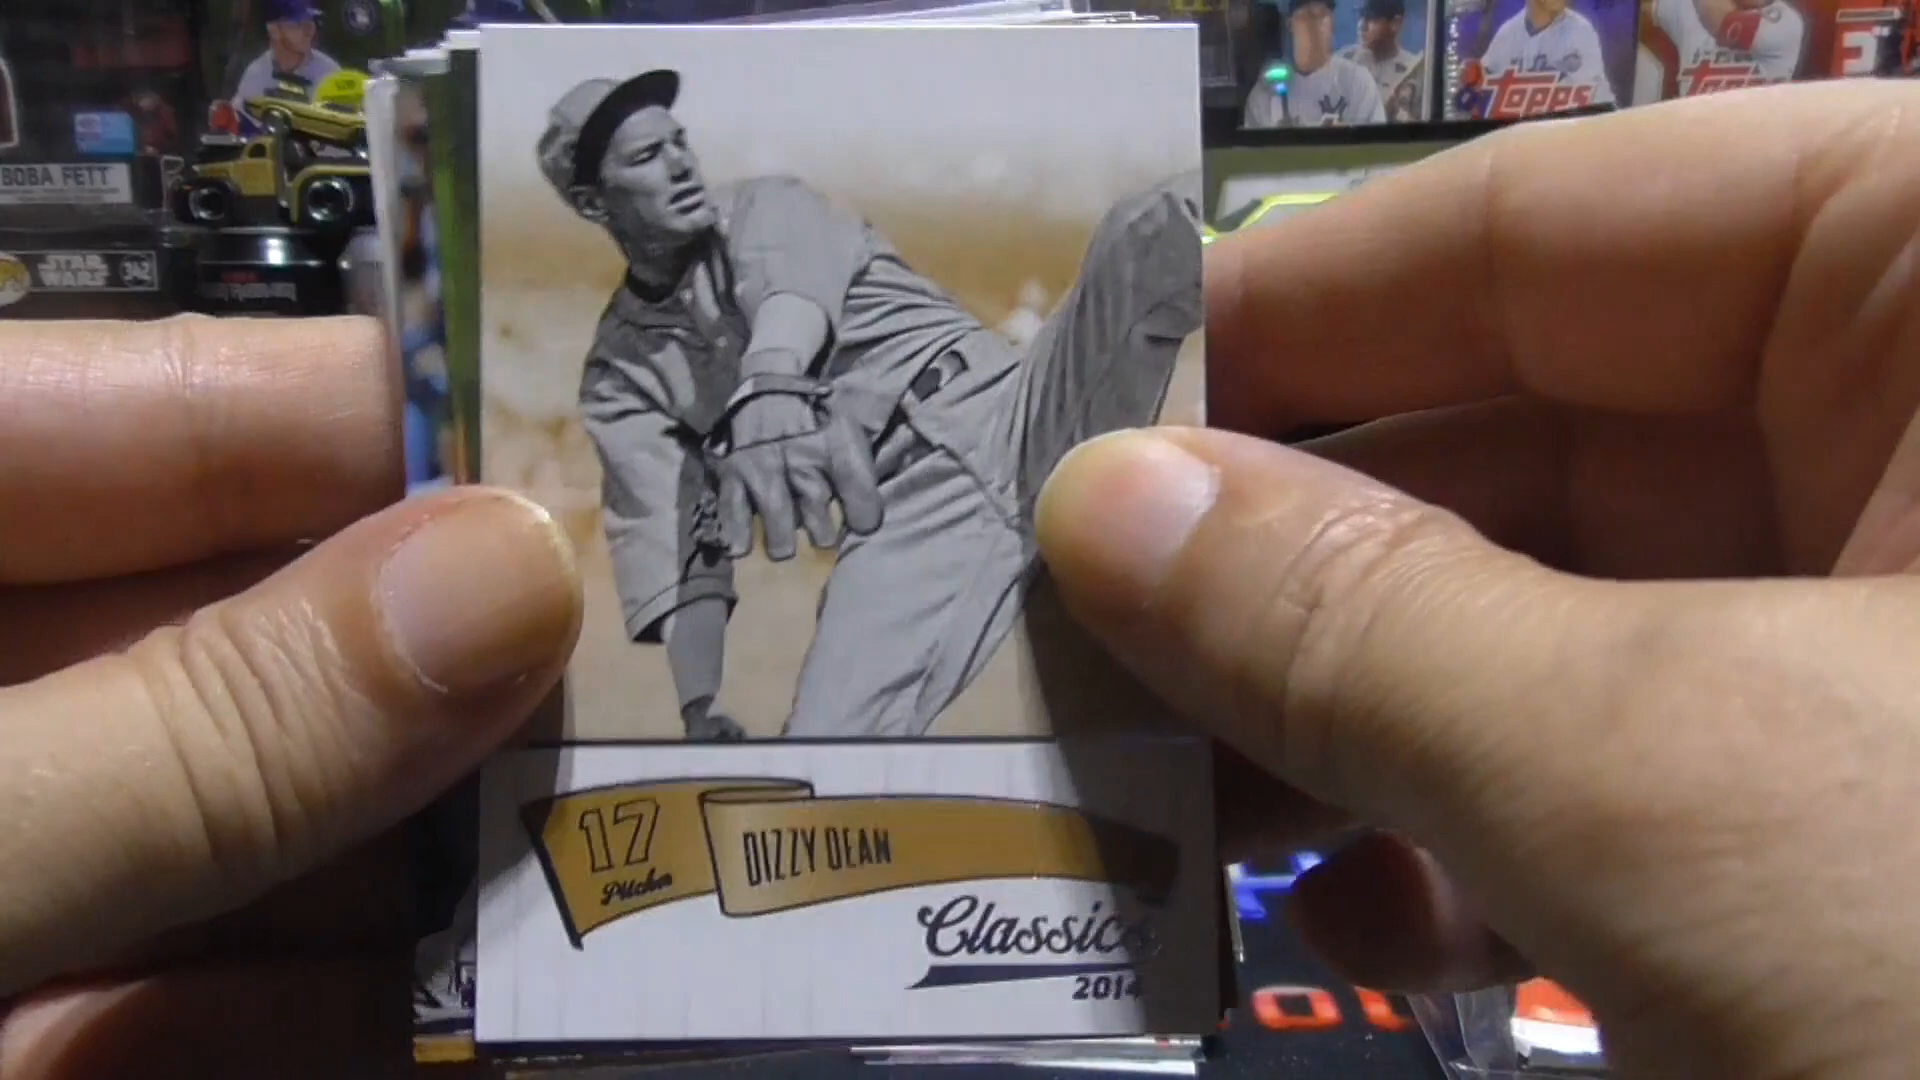 Topps
BOBA FETT
STAR
WARS
342
17
Pitcher
DIZZY DEAN
Classics
2014